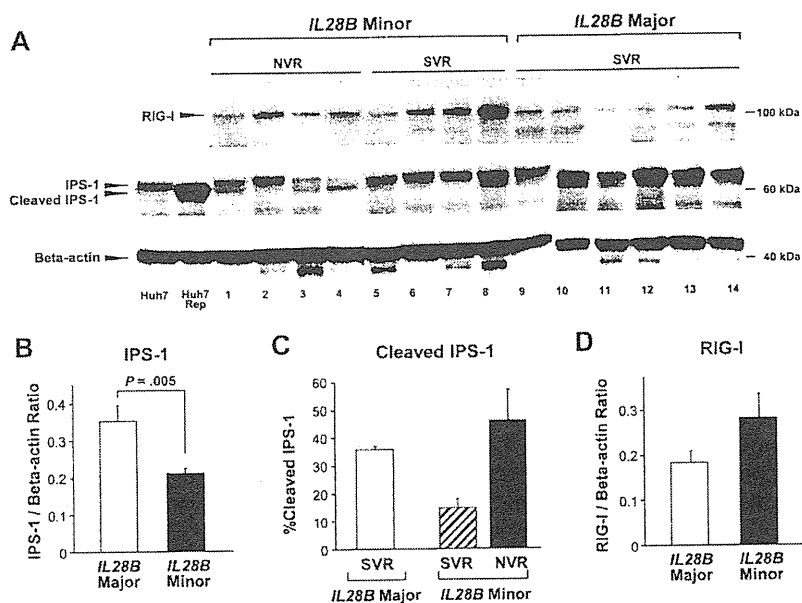 A
IL28B Minor
IL28B Major
NVR
SVR
SVR
RIG-I
100 kDa
IPS-1
Cleaved IPS-1
60 kDa
Beta-actin
40 kDa
Huh7
Huh7 Rep
1 2 3 4 5 6 7 8 9 10 11 12 13 14
B
IPS-1
P = .005
IPS-1 / Beta-actin Ratio
0.4
0.3
0.2
0.1
0
IL28B Major
IL28B Minor
C
Cleaved IPS-1
%Cleaved IPS-1
60
50
40
30
20
10
0
SVR
SVR
NVR
IL28B Major
IL28B Minor
D
RIG-I
RIG-I / Beta-actin Ratio
0.3
0.2
0.1
0
IL28B Major
IL28B Minor